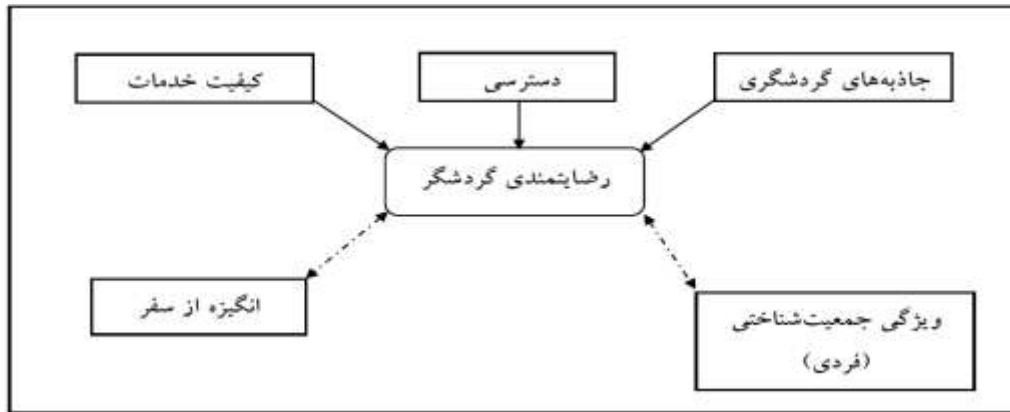 جاذبه‌های گردشگری
دسترسی
کیفیت خدمات
رضایتمندی گردشگر
انگیزه از سفر
ویژگی جمعیت‌شناختی
(فردی)